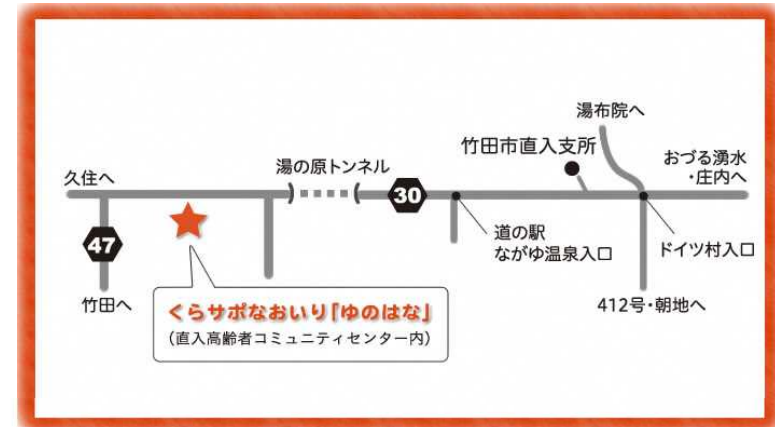 湯布院へ
竹田市直入支所
おづる湧水
・庄内へ
湯の原トンネル
久住へ
30
道の駅
ながゆ温泉入口
ドイツ村入口
47
竹田へ
412号・朝地へ
くらサポなおいり「ゆのはな」
(直入高齢者コミュニティセンター内)